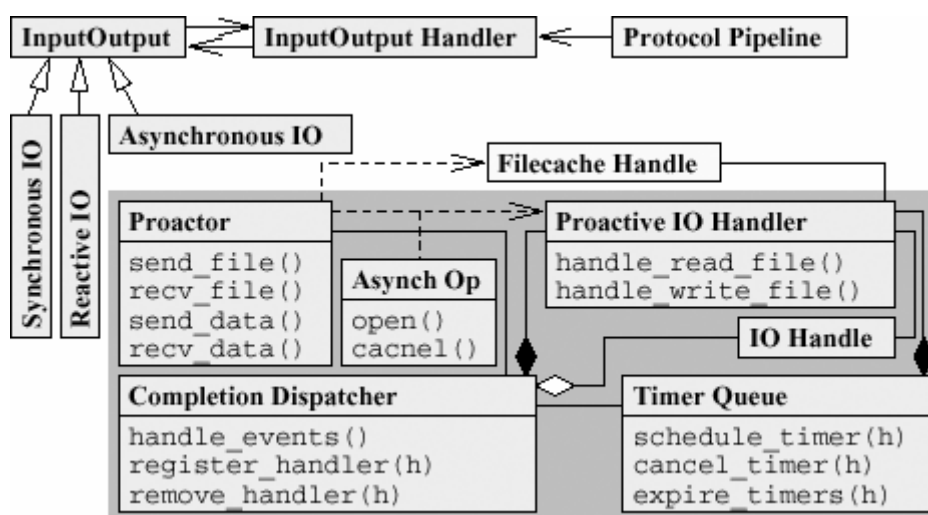 InputOutput
InputOutput Handler
Protocol Pipeline
Synchronous IO
Reactive IO
Asynchronous IO
Filecache Handle
Proactor
send_file()
recv_file()
send_data()
recv_data()
Asynch Op
open()
cacnel()
Proactive IO Handler
handle_read_file()
handle_write_file()
IO Handle
Completion Dispatcher
handle_events()
register_handler(h)
remove_handler(h)
Timer Queue
schedule_timer(h)
cancel_timer(h)
expire_timers(h)